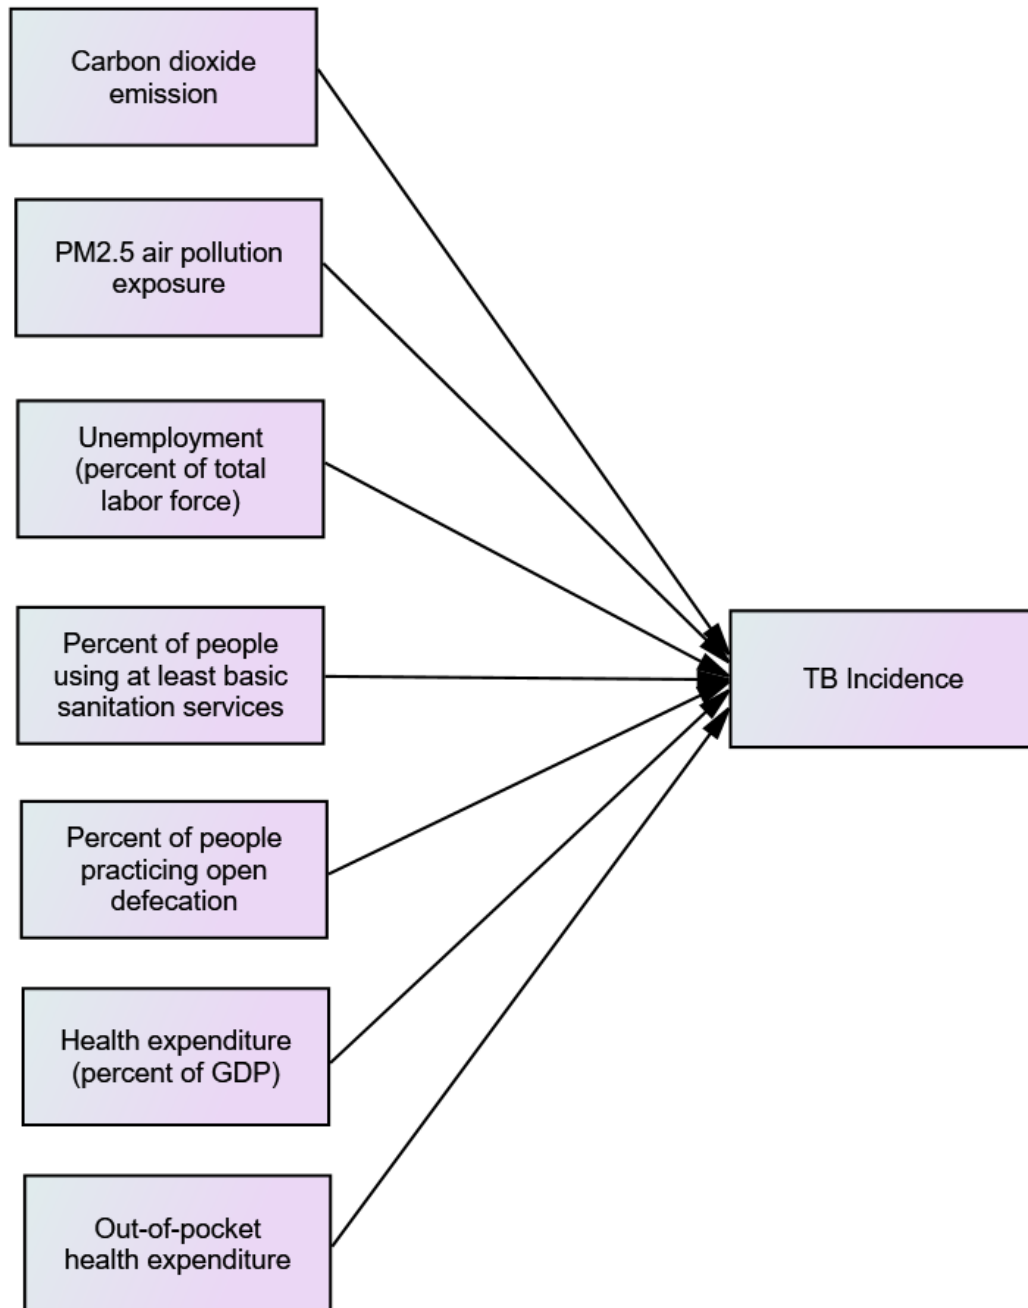 Carbon dioxide
emission
PM2.5 air pollution
exposure
Unemployment
(percent of total
labor force)
Percent of people
using at least basic
sanitation services
TB Incidence
Percent of people
practicing open
defecation
Health expenditure
(percent of GDP)
Out-of-pocket
health expenditure